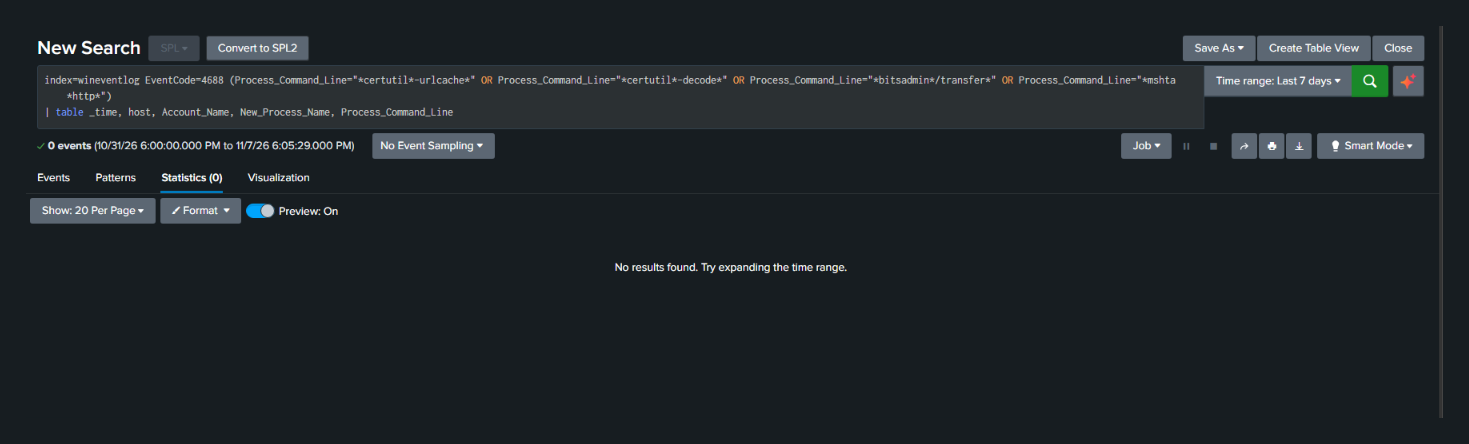 New Search SPL Convert to SPL2 Save As Create Table View Close
index=wineventlog EventCode=4688 (Process_Command_Line="*certutil*-urlcache*" OR Process_Command_Line="*certutil*-decode*" OR Process_Command_Line="*bitsadmin*/transfer*" OR Process_Command_Line="*mshta
*http*")
| table _time, host, Account_Name, New_Process_Name, Process_Command_Line
Time range: Last 7 days
✓ 0 events (10/31/26 6:00:00.000 PM to 11/7/26 6:05:29.000 PM) No Event Sampling Job Smart Mode
Events Patterns Statistics (0) Visualization
Show: 20 Per Page Format Preview: On
No results found. Try expanding the time range.